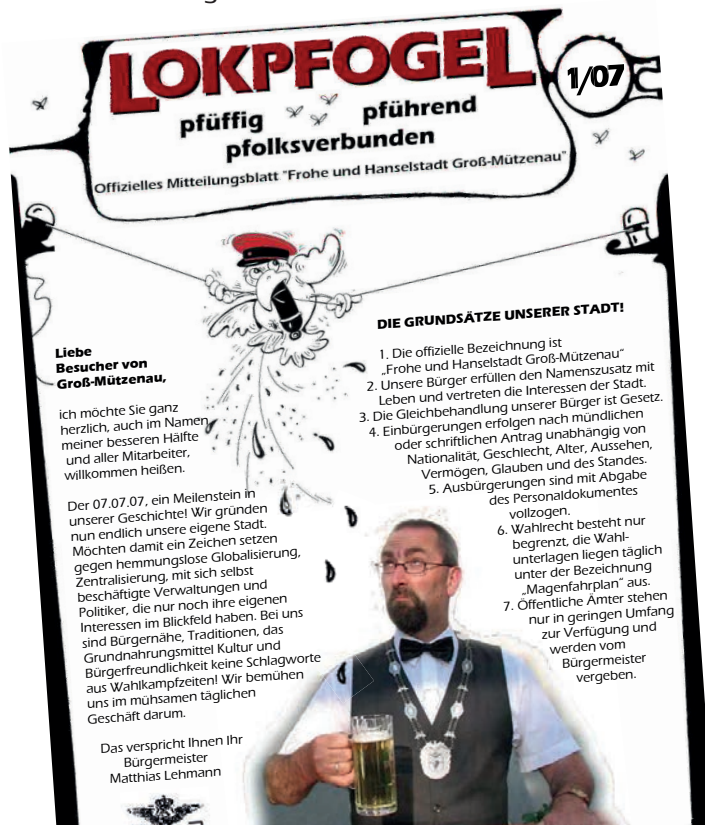 LOKPFOGEL
1/07
pfüffig pführend
pfolksverbunden
Offizielles Mitteilungsblatt "Frohe und Hanselstadt Groß-Mützenau"
Liebe
Besucher von
Groß-Mützenau,
ich möchte Sie ganz
herzlich, auch im Namen
meiner besseren Hälfte
und aller Mitarbeiter,
willkommen heißen.
Der 07.07.07, ein Meilenstein in
unserer Geschichte! Wir gründen
nun endlich unsere eigene Stadt.
Möchten damit ein Zeichen setzen
gegen hemmungslose Globalisierung,
Zentralisierung, mit sich selbst
beschäftigte Verwaltungen und
Politiker, die nur noch ihre eigenen
Interessen im Blickfeld haben. Bei uns
sind Bürgernähe, Traditionen, das
Grundnahrungsmittel Kultur und
Bürgerfreundlichkeit keine Schlagworte
aus Wahlkampfzeiten! Wir bemühen
uns im mühsamen täglichen
Geschäft darum.
Das verspricht Ihnen Ihr
Bürgermeister
Matthias Lehmann
DIE GRUNDSÄTZE UNSERER STADT!
1. Die offizielle Bezeichnung ist
„Frohe und Hanselstadt Groß-Mützenau"
2. Unsere Bürger erfüllen den Namenszusatz mit
Leben und vertreten die Interessen der Stadt.
3. Die Gleichbehandlung unserer Bürger ist Gesetz.
4. Einbürgerungen erfolgen nach mündlichen
oder schriftlichen Antrag unabhängig von
Nationalität, Geschlecht, Alter, Aussehen,
Vermögen, Glauben und des Standes.
5. Ausbürgerungen sind mit Abgabe
des Personaldokumentes
vollzogen.
6. Wahlrecht besteht nur
begrenzt, die Wahl-
unterlagen liegen täglich
unter der Bezeichnung
„Magenfahrplan" aus.
7. Öffentliche Ämter stehen
nur in geringen Umfang
zur Verfügung und
werden vom
Bürgermeister
vergeben.